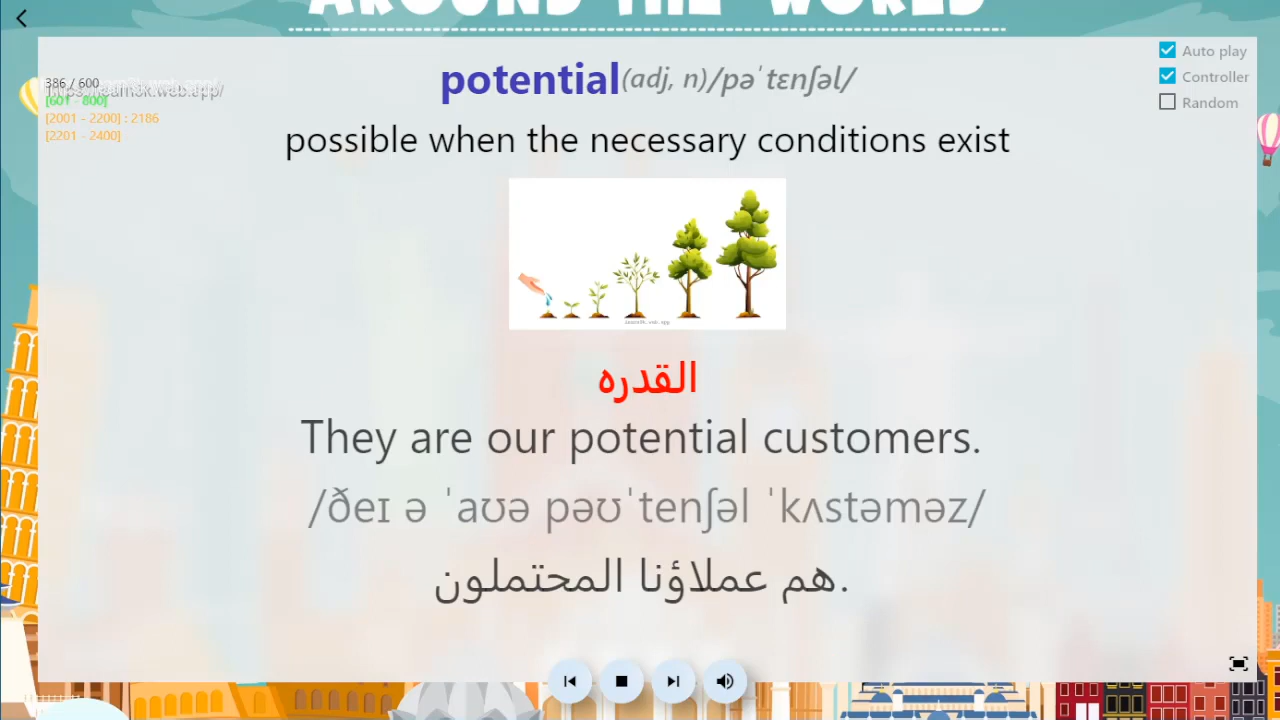 AROUND THE WORLD
386 / 600
[601 - 800]
[2001 - 2200] : 2186
[2201 - 2400]
Auto play
Controller
Random
potential(adj, n)/pəˈtɛnʃəl/
possible when the necessary conditions exist
القدره
They are our potential customers.
/ðeɪ ə ˈaʊə pəʊˈtenʃəl ˈkʌstəməz/
هم عملاؤنا المحتملون.